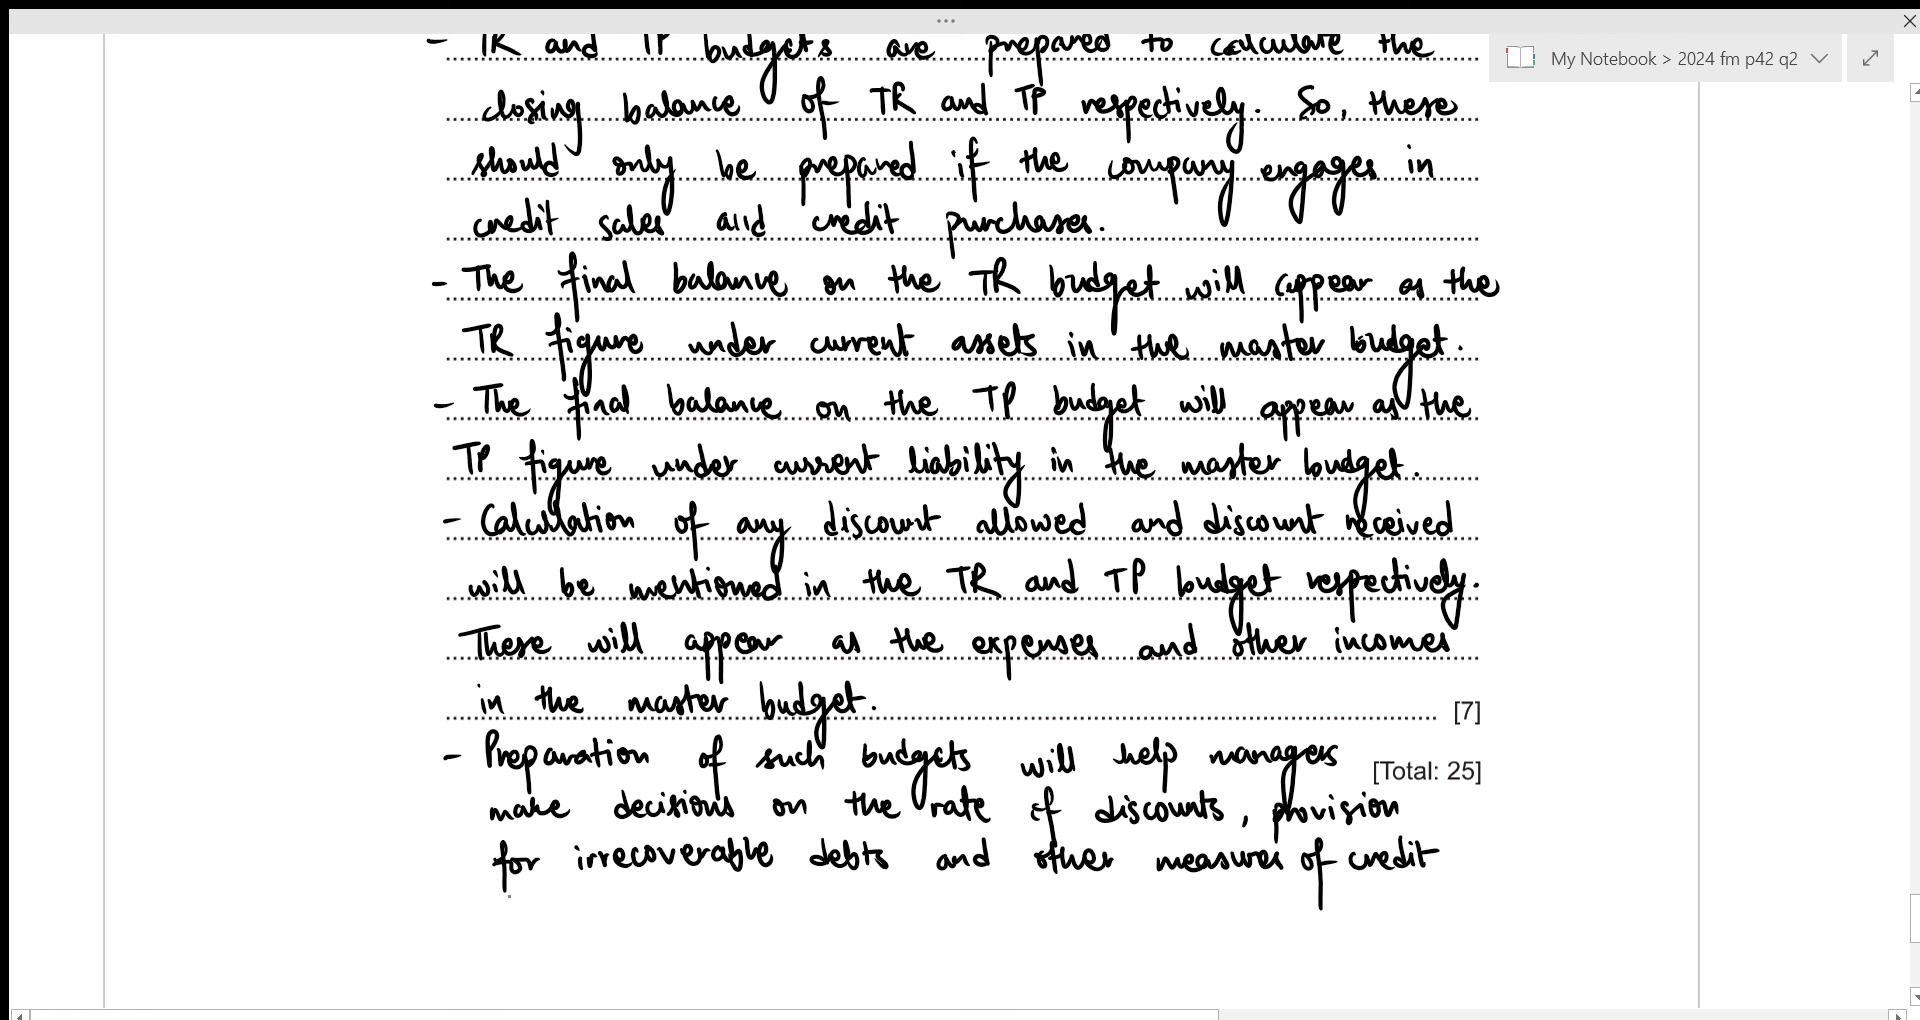 - TR and TP budgets are prepared to calculate the
My Notebook > 2024 fm p42 q2
closing balance of TR and TP respectively. So, these
should only be prepared if the company engages in
credit sales and credit purchases.
- The final balance on the TR budget will appear as the
TR figure under current assets in the master budget.
- The final balance on the TP budget will appear as the
TP figure under current liability in the master budget.
- Calculation of any discount allowed and discount received
will be mentioned in the TR and TP budget respectively.
These will appear as the expenses and other incomes
in the master budget. [7]
- Preparation of such budgets will help managers
[Total: 25]
make decisions on the rate of discounts, provision
for irrecoverable debts and other measures of credit